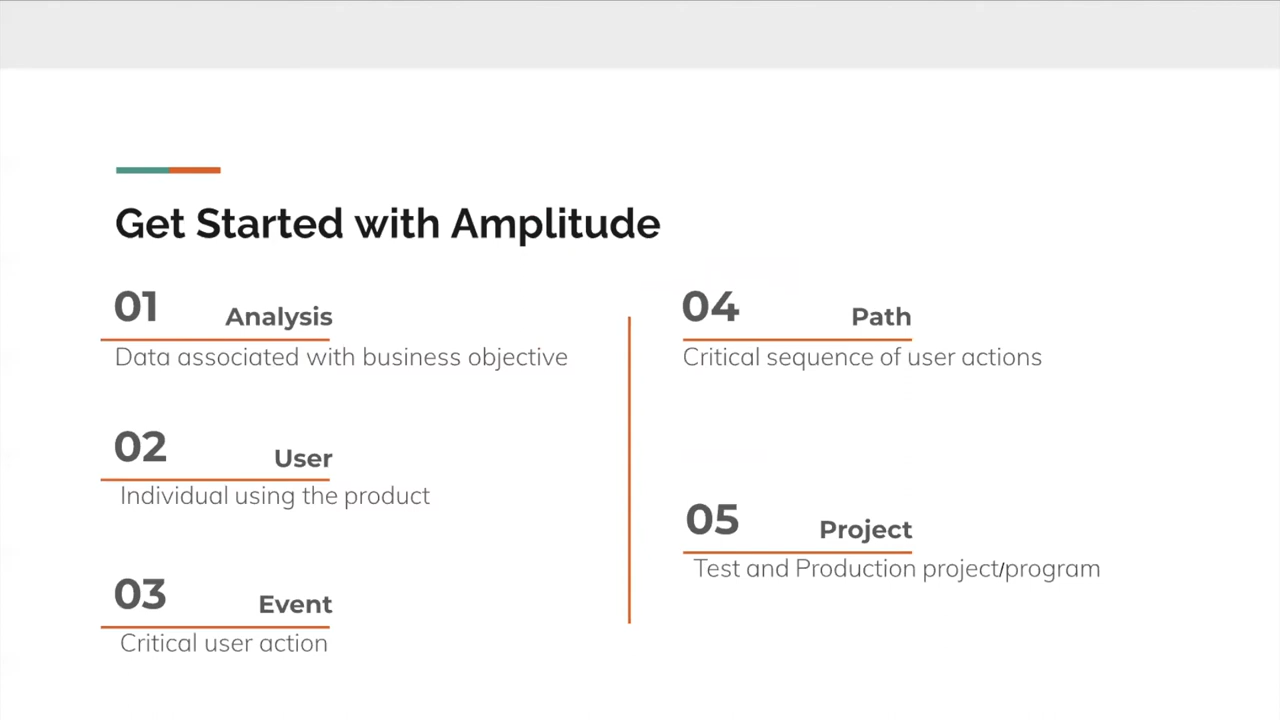 Get Started with Amplitude
01 Analysis
Data associated with business objective
02 User
Individual using the product
03 Event
Critical user action
04 Path
Critical sequence of user actions
05 Project
Test and Production project/program